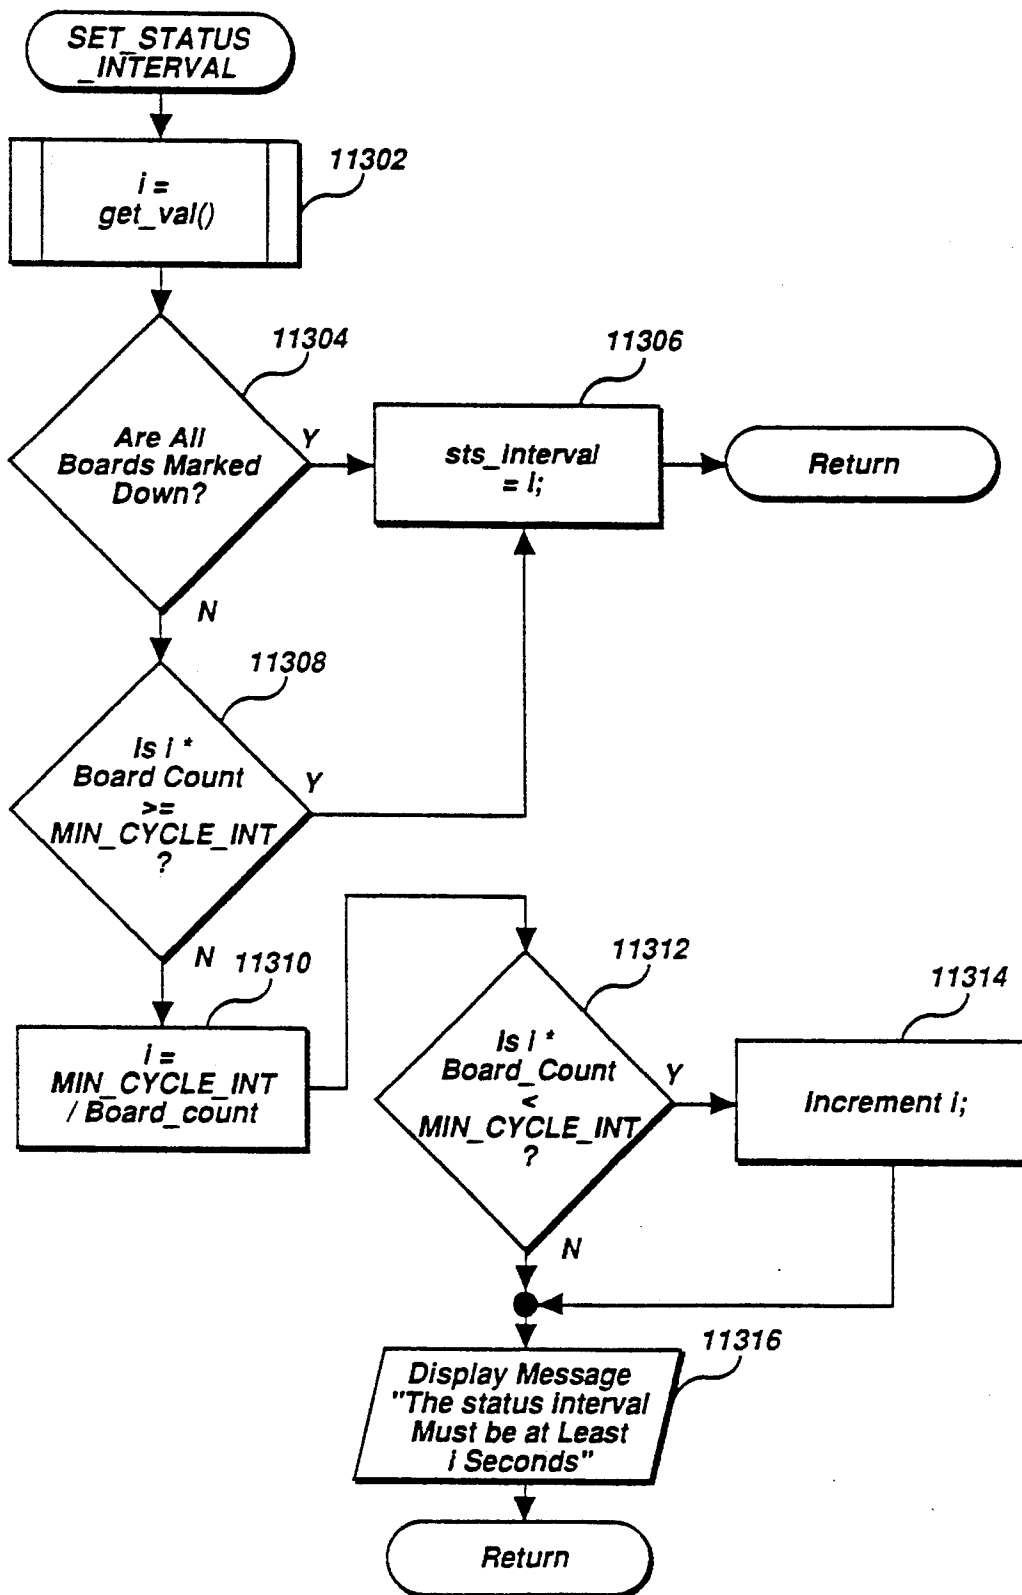 SET_STATUS
_INTERVAL
11302
i =
get_val()
11304
11306
Are All
Boards Marked
Down?
Y
sts_interval
= i;
Return
N
11308
Is i *
Board Count
>=
MIN_CYCLE_INT
?
Y
N
11310
i =
MIN_CYCLE_INT
/ Board_count
11312
Is i *
Board_Count
<
MIN_CYCLE_INT
?
Y
11314
Increment i;
N
11316
Display Message
"The status interval
Must be at Least
i Seconds"
Return